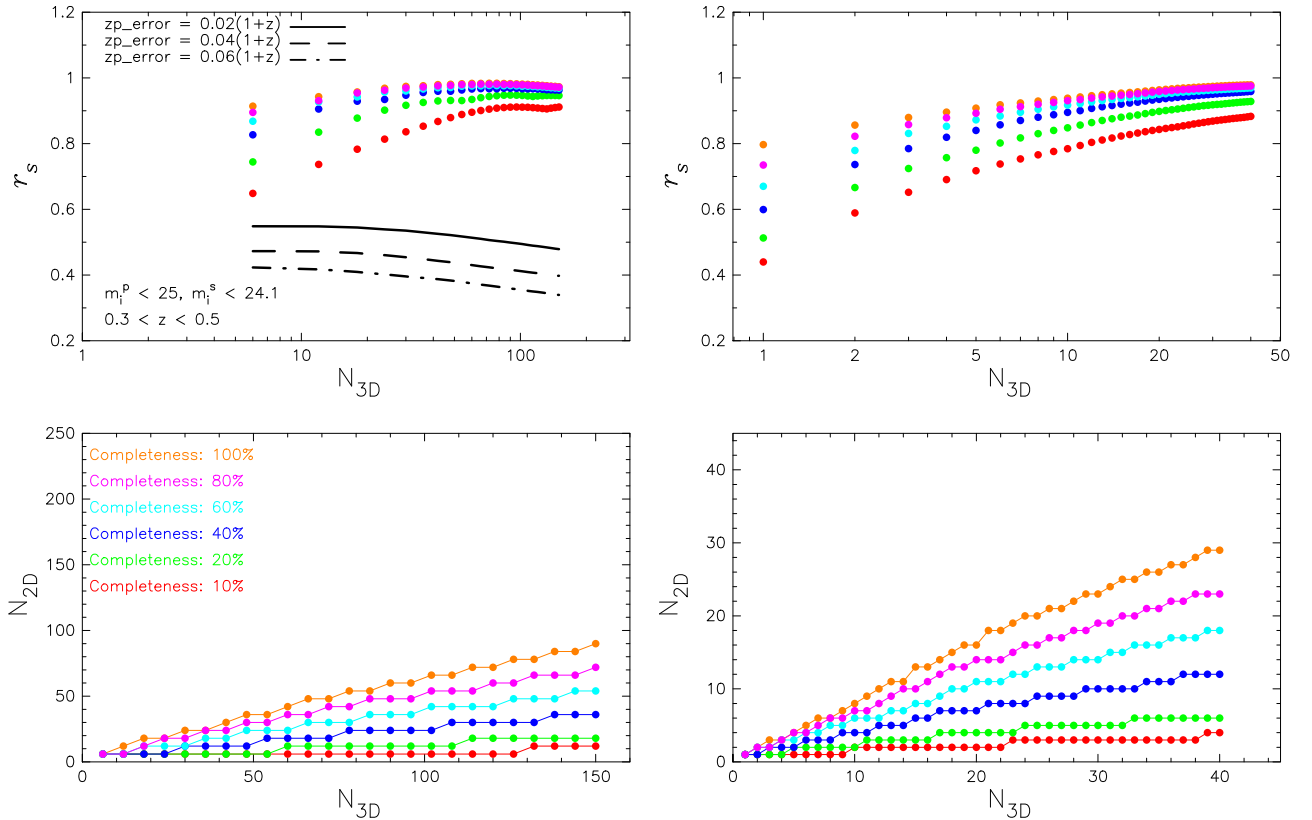 zp_error = 0.02(1+z)
zp_error = 0.04(1+z)
zp_error = 0.06(1+z)
m_i^p < 25, m_i^s < 24.1
0.3 < z < 0.5
r_s
1.2
1
0.8
0.6
0.4
0.2
1
10
100
N_3D
r_s
1.2
1
0.8
0.6
0.4
0.2
1
2
5
10
20
50
N_3D
Completeness: 100%
Completeness: 80%
Completeness: 60%
Completeness: 40%
Completeness: 20%
Completeness: 10%
N_2D
250
200
150
100
50
0
0
50
100
150
N_3D
N_2D
40
30
20
10
0
0
10
20
30
40
N_3D